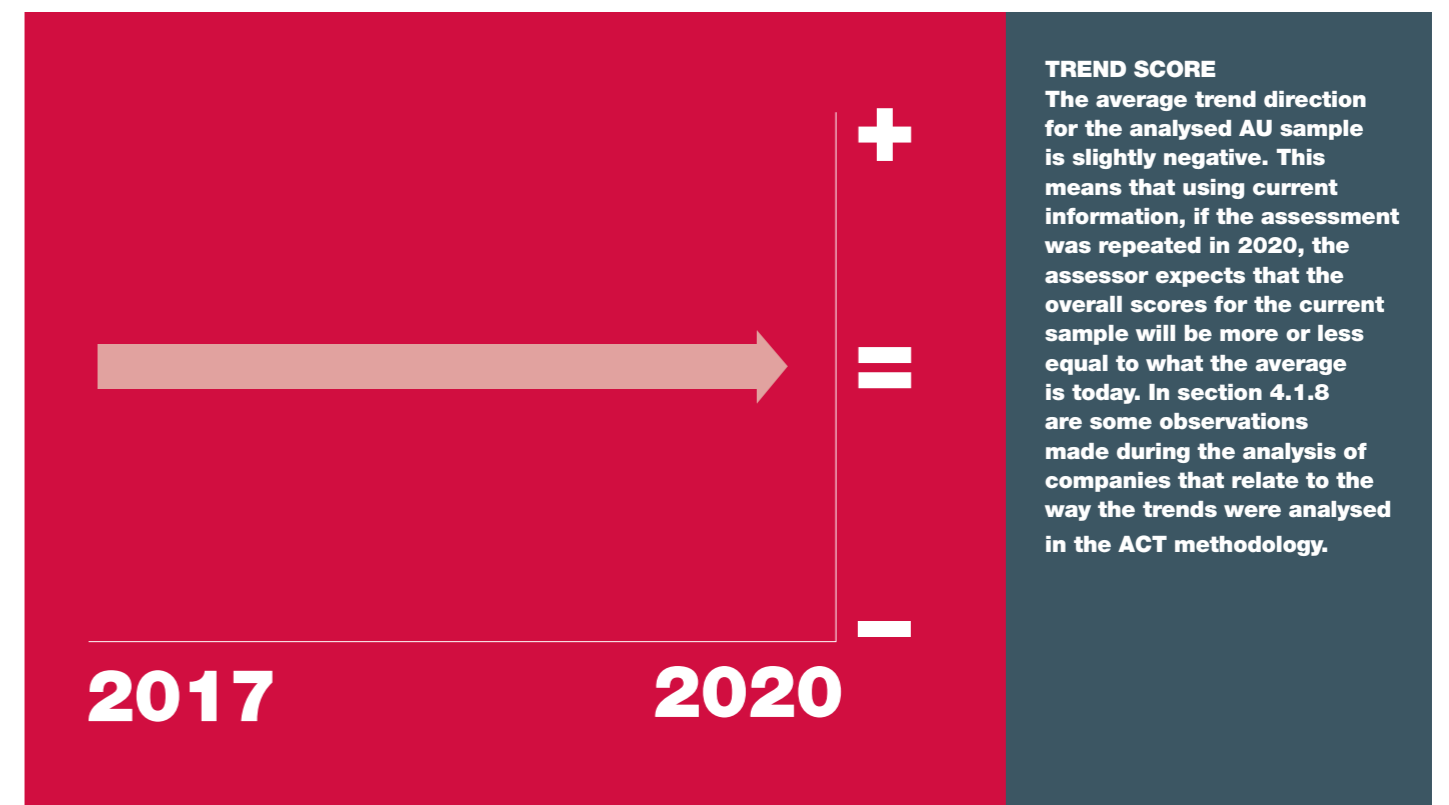 +
=
–
2017
2020
TREND SCORE
The average trend direction
for the analysed AU sample
is slightly negative. This
means that using current
information, if the assessment
was repeated in 2020, the
assessor expects that the
overall scores for the current
sample will be more or less
equal to what the average
is today. In section 4.1.8
are some observations
made during the analysis of
companies that relate to the
way the trends were analysed
in the ACT methodology.